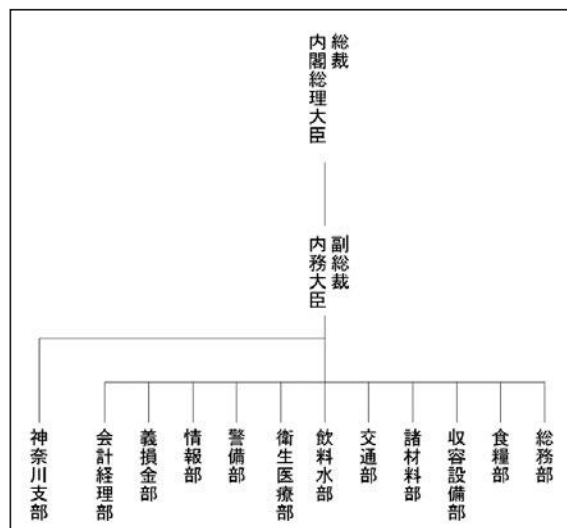 総裁
内閣総理大臣
副総裁
内務大臣
総務部
食糧部
収容設備部
諸材料部
交通部
飲料水部
衛生医療部
警備部
情報部
義損金部
会計経理部
神奈川支部